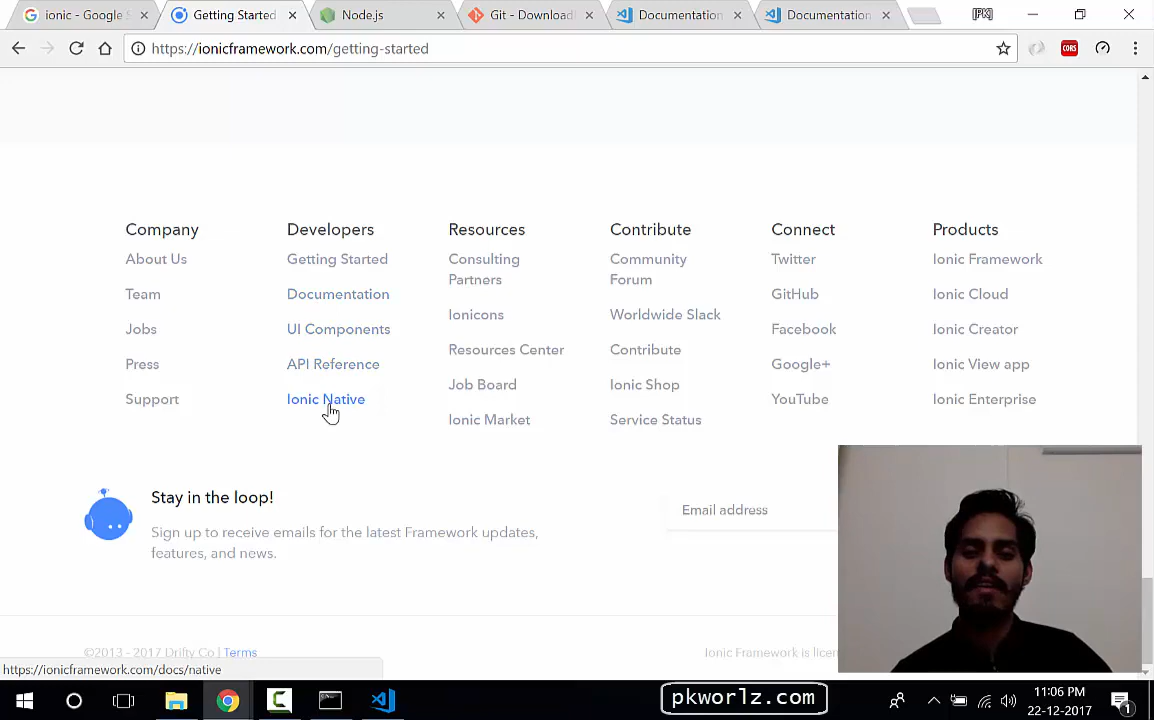 ionic - Google S
Getting Started
Node.js
Git - Download
Documentation
Documentation
[PK]
https://ionicframework.com/getting-started
CORS
Company
Developers
Resources
Contribute
Connect
Products
About Us
Getting Started
Consulting
Partners
Community
Forum
Twitter
Ionic Framework
Team
Documentation
Ionicons
Worldwide Slack
GitHub
Ionic Cloud
Jobs
UI Components
Resources Center
Contribute
Facebook
Ionic Creator
Press
API Reference
Job Board
Ionic Shop
Google+
Ionic View app
Support
Ionic Native
Ionic Market
Service Status
YouTube
Ionic Enterprise
Stay in the loop!
Sign up to receive emails for the latest Framework updates,
features, and news.
Email address
©2013 - 2017 Drifty Co | Terms
Ionic Framework is licen
https://ionicframework.com/docs/native
pkworlz.com
11:06 PM
22-12-2017
1